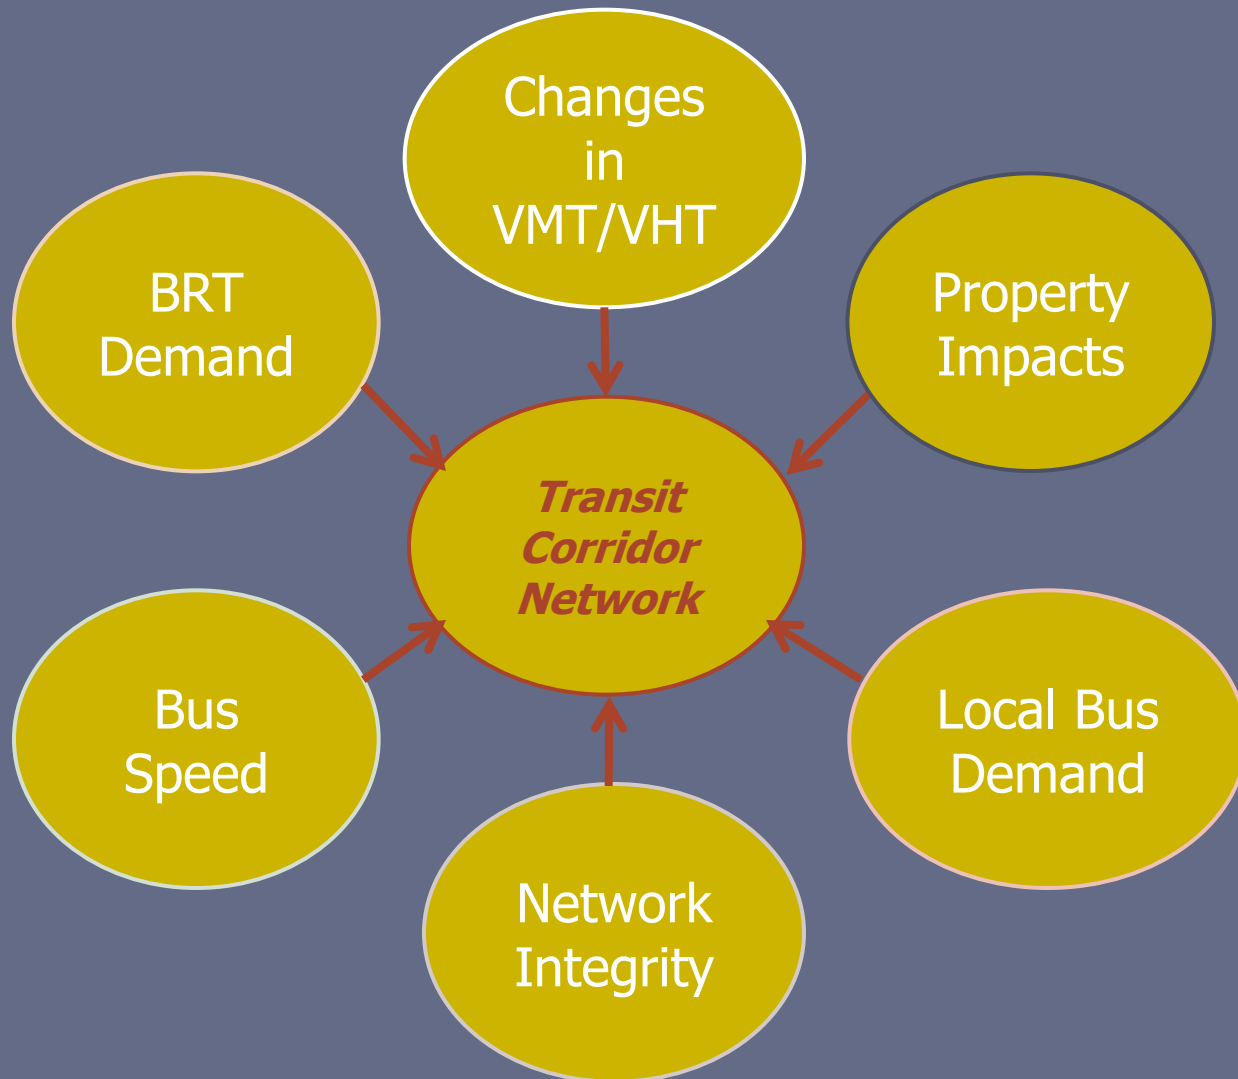 Changes
in
VMT/VHT
BRT
Demand
Property
Impacts
Transit
Corridor
Network
Bus
Speed
Local Bus
Demand
Network
Integrity